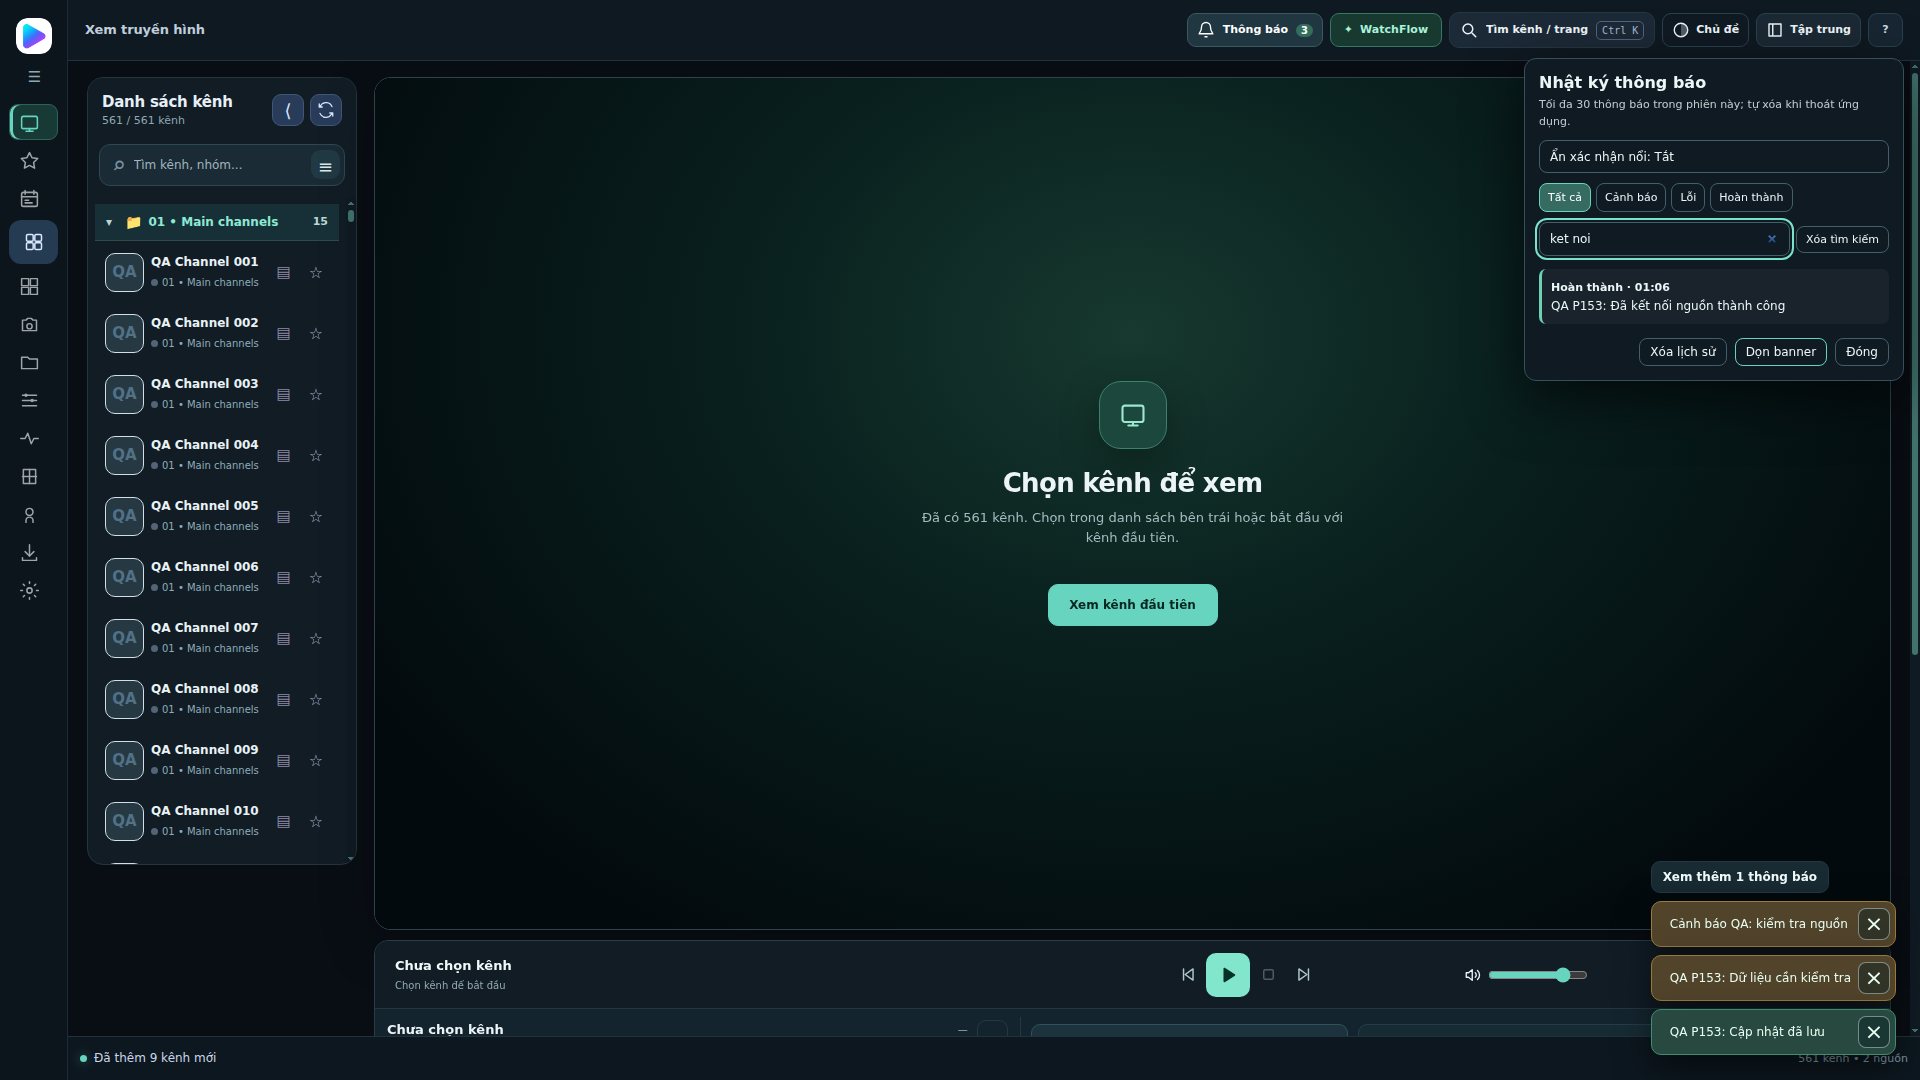 Xem truyền hình
Thông báo 3
✦ WatchFlow
Tìm kênh / trang Ctrl K
Chủ đề
Tập trung
?
Danh sách kênh
561 / 561 kênh
Tìm kênh, nhóm...
01 • Main channels 15
QA QA Channel 001
01 • Main channels
QA QA Channel 002
01 • Main channels
QA QA Channel 003
01 • Main channels
QA QA Channel 004
01 • Main channels
QA QA Channel 005
01 • Main channels
QA QA Channel 006
01 • Main channels
QA QA Channel 007
01 • Main channels
QA QA Channel 008
01 • Main channels
QA QA Channel 009
01 • Main channels
QA QA Channel 010
01 • Main channels
Chọn kênh để xem
Đã có 561 kênh. Chọn trong danh sách bên trái hoặc bắt đầu với
kênh đầu tiên.
Xem kênh đầu tiên
Nhật ký thông báo
Tối đa 30 thông báo trong phiên này; tự xóa khi thoát ứng
dụng.
Ẩn xác nhận nổi: Tắt
Tất cả Cảnh báo Lỗi Hoàn thành
ket noi
Xóa tìm kiếm
Hoàn thành · 01:06
QA P153: Đã kết nối nguồn thành công
Xóa lịch sử Dọn banner Đóng
Xem thêm 1 thông báo
Cảnh báo QA: kiểm tra nguồn
QA P153: Dữ liệu cần kiểm tra
QA P153: Cập nhật đã lưu
Chưa chọn kênh
Chọn kênh để bắt đầu
Chưa chọn kênh
Đã thêm 9 kênh mới
561 kênh • 2 nguồn